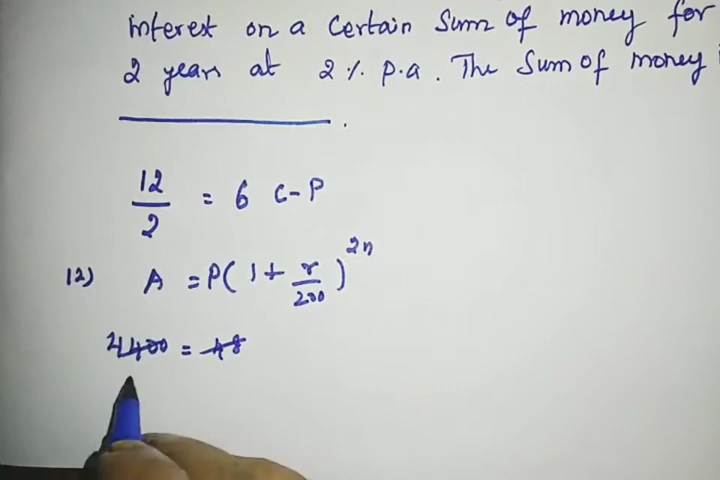 interest on a Certain Sum of money for
2 years at 2 % p.a. The Sum of money
__________.
12/2 = 6 C-P
12) A = P(1+ r/200)^2n